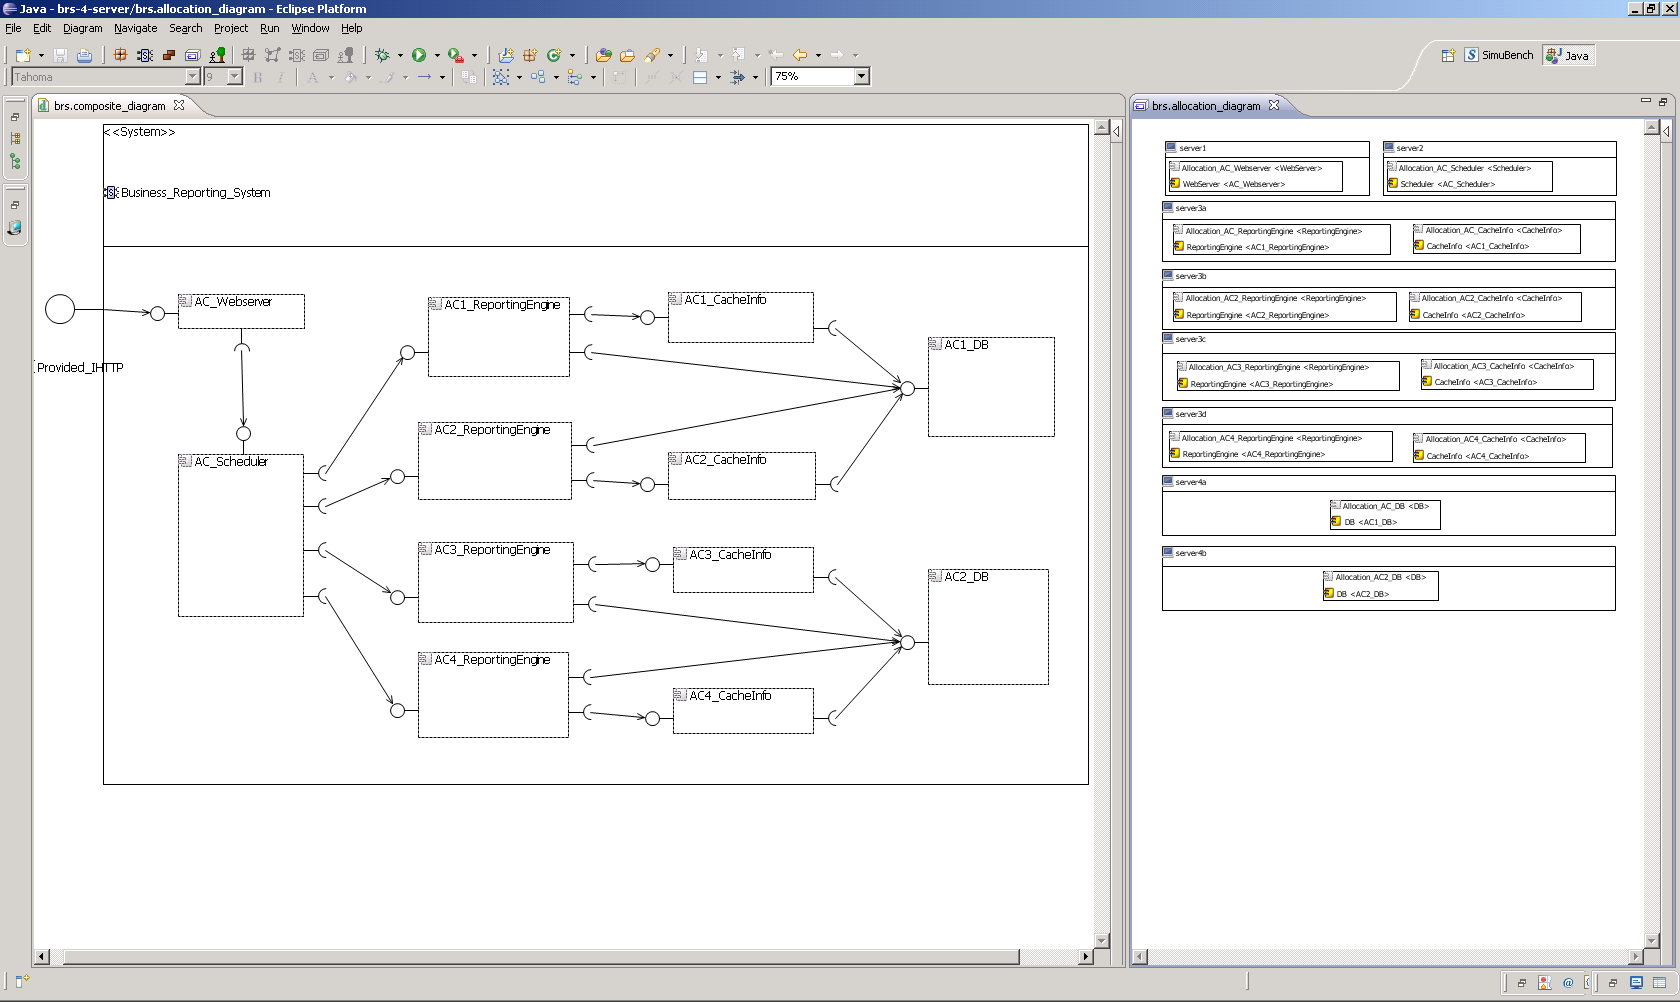 Java - brs-4-server/brs.allocation_diagram - Eclipse Platform
File Edit Diagram Navigate Search Project Run Window Help
SimuBench Java
Tahoma 9 B I A 75%
brs.composite_diagram
<<System>>
Business_Reporting_System
Provided_IHTTP
AC_Webserver
AC_Scheduler
AC1_ReportingEngine
AC1_CacheInfo
AC1_DB
AC2_ReportingEngine
AC2_CacheInfo
AC3_ReportingEngine
AC3_CacheInfo
AC2_DB
AC4_ReportingEngine
AC4_CacheInfo
brs.allocation_diagram
server1
Allocation_AC_Webserver <WebServer>
WebServer <AC_Webserver>
server2
Allocation_AC_Scheduler <Scheduler>
Scheduler <AC_Scheduler>
server3a
Allocation_AC_ReportingEngine <ReportingEngine>
ReportingEngine <AC1_ReportingEngine>
Allocation_AC_CacheInfo <CacheInfo>
CacheInfo <AC1_CacheInfo>
server3b
Allocation_AC2_ReportingEngine <ReportingEngine>
ReportingEngine <AC2_ReportingEngine>
Allocation_AC2_CacheInfo <CacheInfo>
CacheInfo <AC2_CacheInfo>
server3c
Allocation_AC3_ReportingEngine <ReportingEngine>
ReportingEngine <AC3_ReportingEngine>
Allocation_AC3_CacheInfo <CacheInfo>
CacheInfo <AC3_CacheInfo>
server3d
Allocation_AC4_ReportingEngine <ReportingEngine>
ReportingEngine <AC4_ReportingEngine>
Allocation_AC4_CacheInfo <CacheInfo>
CacheInfo <AC4_CacheInfo>
server4a
Allocation_AC_DB <DB>
DB <AC1_DB>
server4b
Allocation_AC2_DB <DB>
DB <AC2_DB>